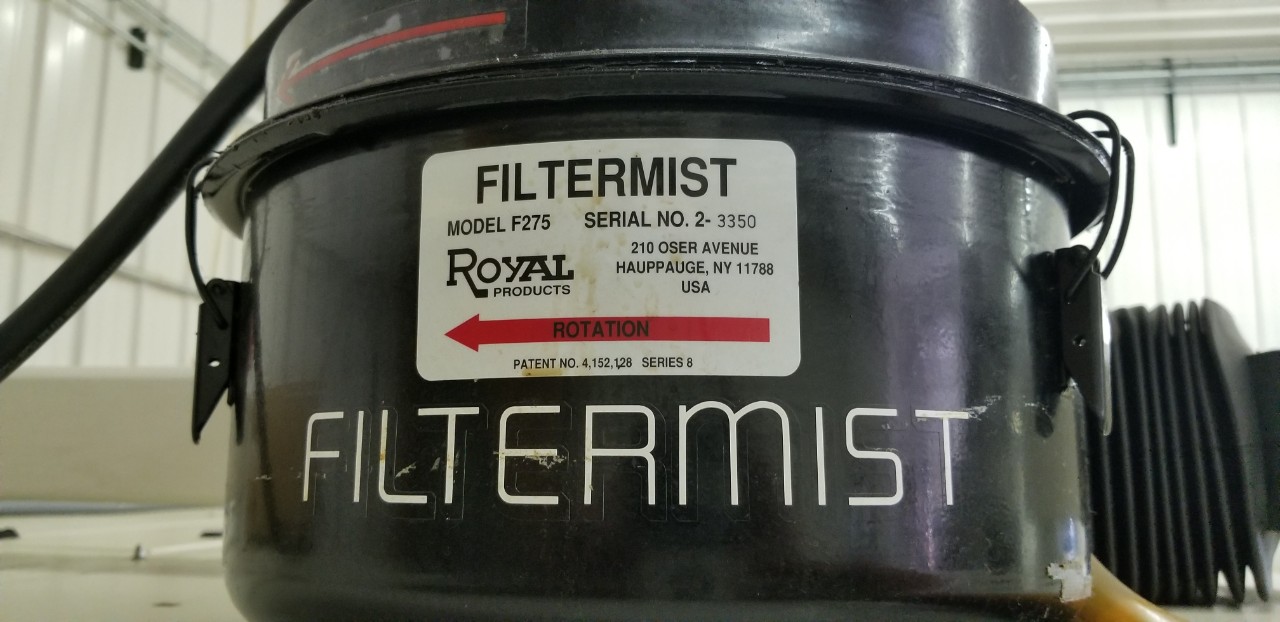 FILTERMIST
MODEL F275 SERIAL NO. 2- 3350
ROYAL
PRODUCTS
210 OSER AVENUE
HAUPPAUGE, NY 11788
USA
ROTATION
PATENT NO. 4,152,128 SERIES 8
FILTERMIST